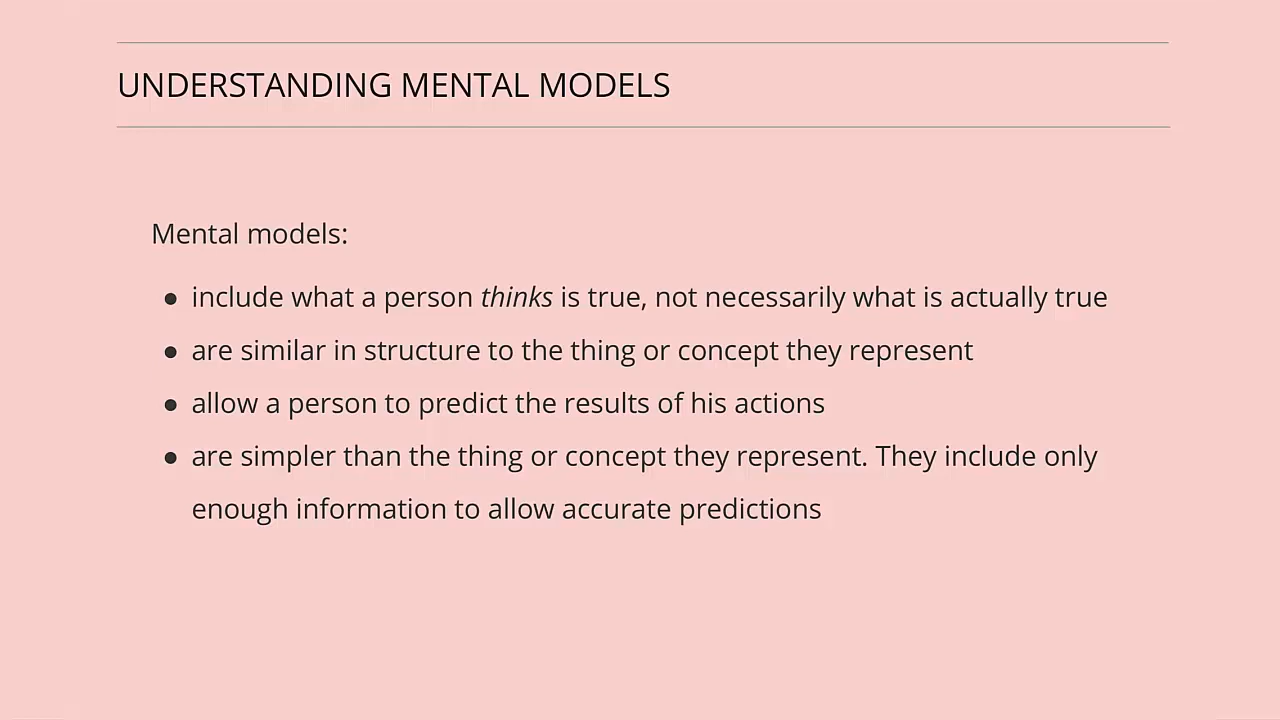 UNDERSTANDING MENTAL MODELS
Mental models:
● include what a person thinks is true, not necessarily what is actually true
● are similar in structure to the thing or concept they represent
● allow a person to predict the results of his actions
● are simpler than the thing or concept they represent. They include only
enough information to allow accurate predictions